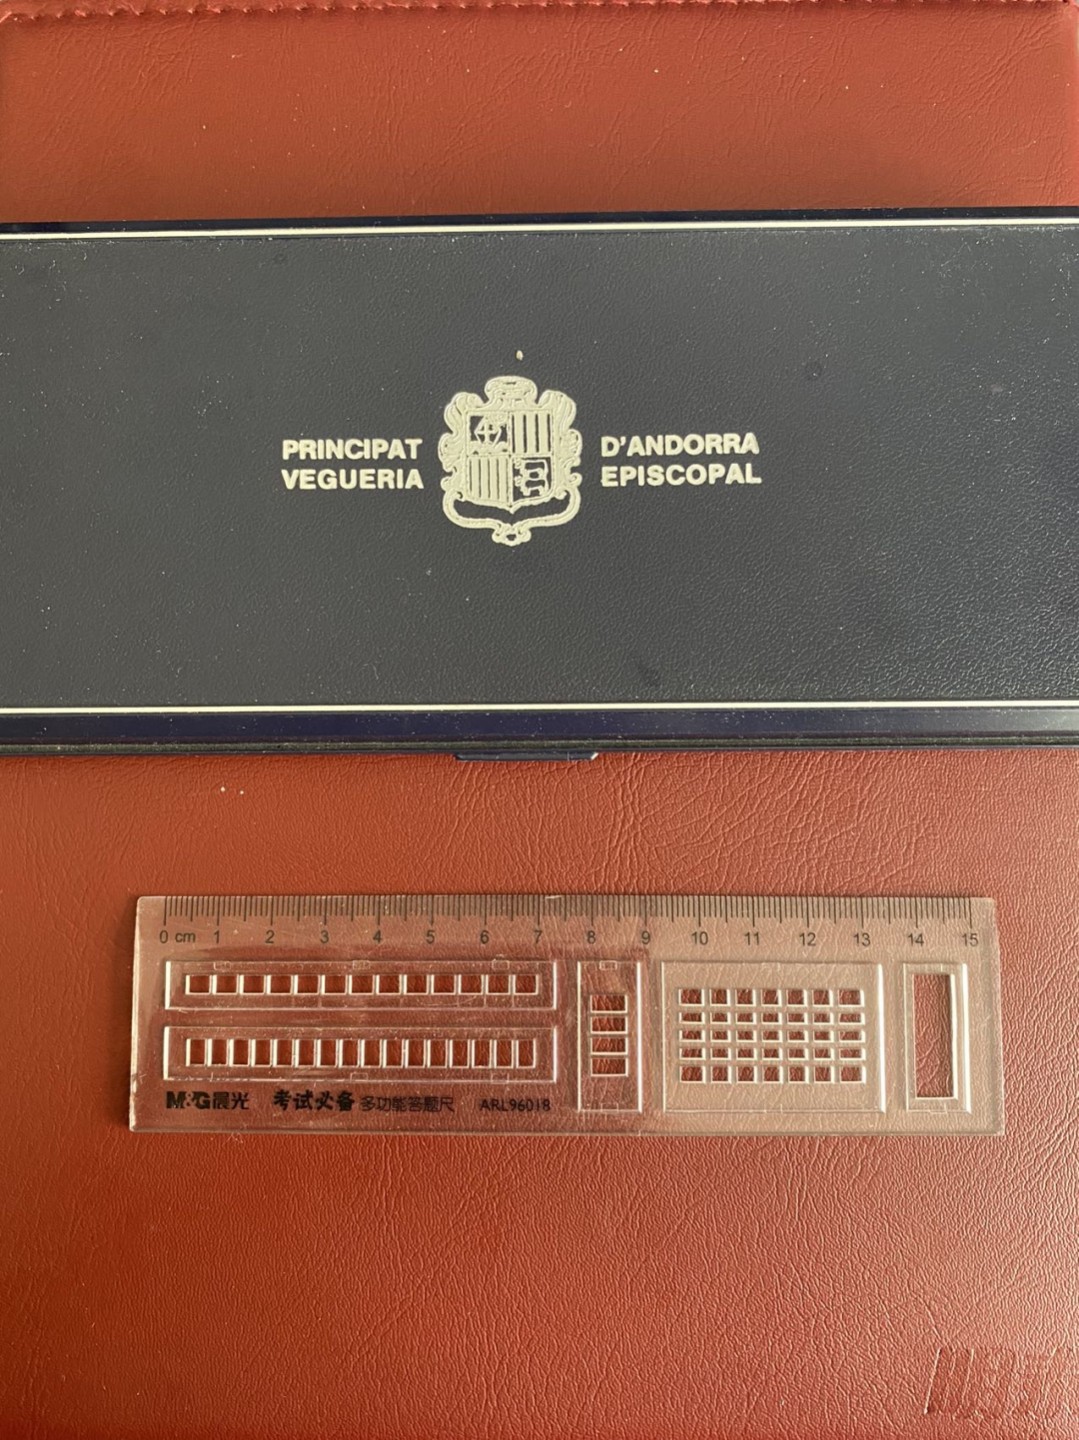 PRINCIPAT D'ANDORRA
VEGUERIA EPISCOPAL
0 cm 1 2 3 4 5 6 7 8 9 10 11 12 13 14 15
M&G晨光 考试必备 多功能答题尺 ARL96018